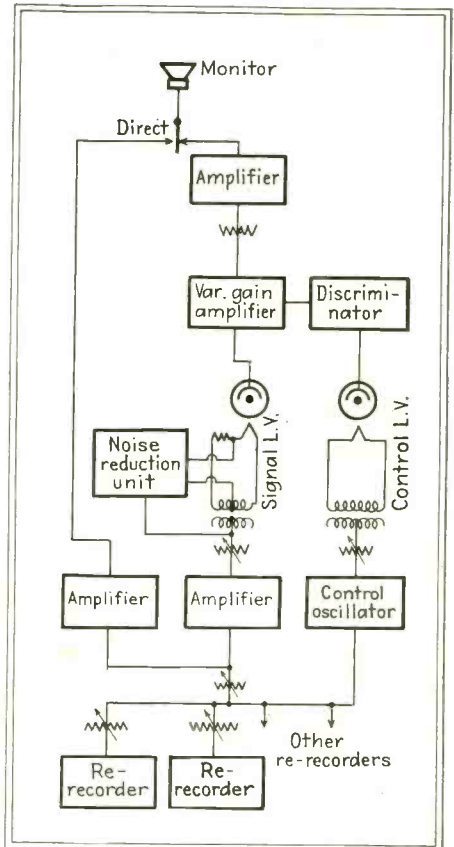 Monitor
Direct
Amplifier
Var. gain
amplifier
Discrimi-
nator
Noise
reduction
unit
Signal L.V.
Control L.V.
Amplifier
Amplifier
Control
oscillator
Other
re-recorders
Re-
recorder
Re-
recorder